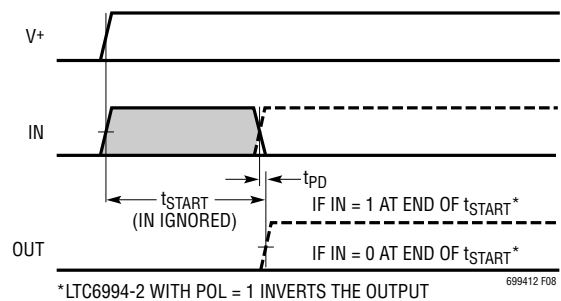 V+
IN
tPD
tSTART
(IN IGNORED)
IF IN = 1 AT END OF tSTART*
OUT
IF IN = 0 AT END OF tSTART*
*LTC6994-2 WITH POL = 1 INVERTS THE OUTPUT
699412 F08